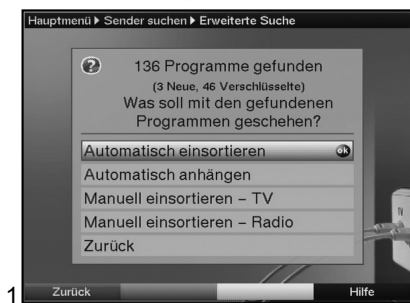 Hauptmenü ▶ Sender suchen ▶ Erweiterte Suche
136 Programme gefunden
(3 Neue, 46 Verschlüsselte)
Was soll mit den gefundenen
Programmen geschehen?
Automatisch einsortieren ok
Automatisch anhängen
Manuell einsortieren – TV
Manuell einsortieren – Radio
Zurück
TV
1 Zurück Hilfe